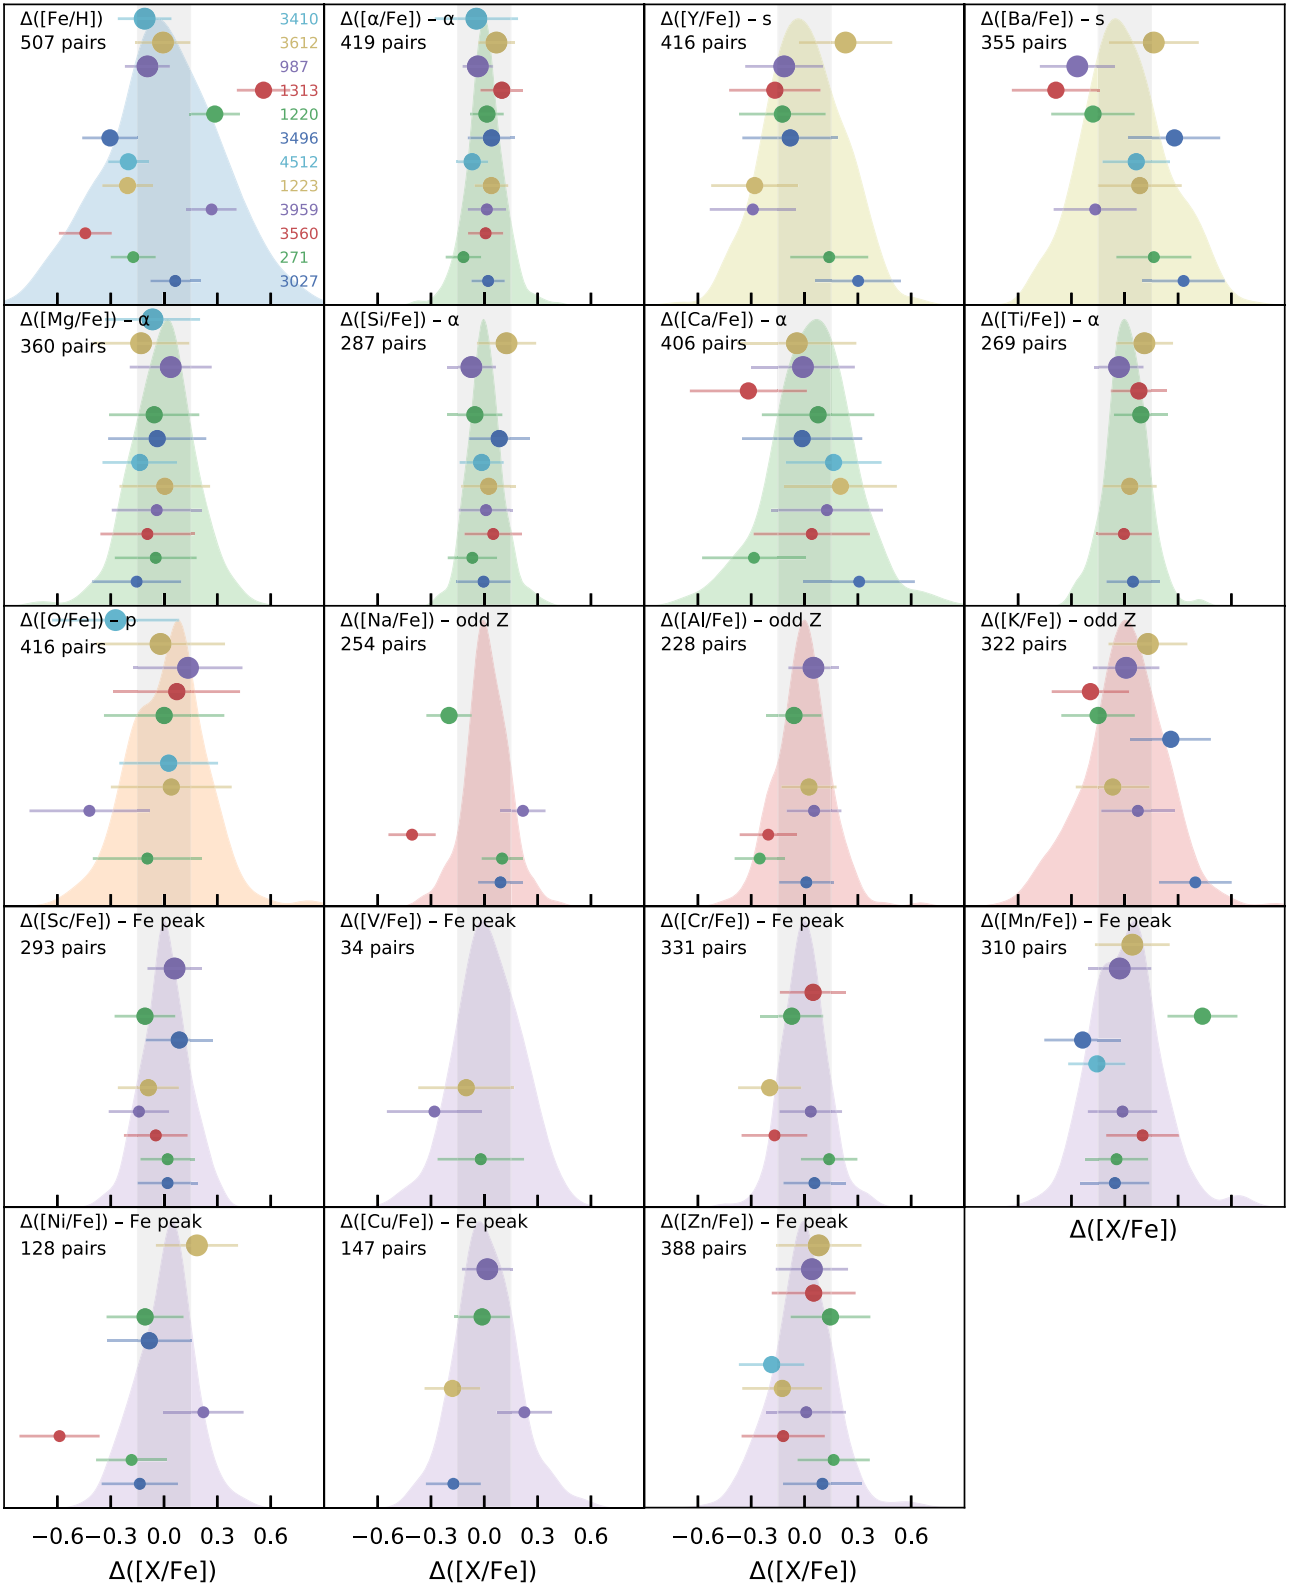 Δ([Fe/H])
507 pairs
3410
3612
987
1313
1220
3496
4512
1223
3959
3560
271
3027
Δ([α/Fe]) – α
419 pairs
Δ([Y/Fe]) – s
416 pairs
Δ([Ba/Fe]) – s
355 pairs
Δ([Mg/Fe]) – α
360 pairs
Δ([Si/Fe]) – α
287 pairs
Δ([Ca/Fe]) – α
406 pairs
Δ([Ti/Fe]) – α
269 pairs
Δ([O/Fe]) – p
416 pairs
Δ([Na/Fe]) – odd Z
254 pairs
Δ([Al/Fe]) – odd Z
228 pairs
Δ([K/Fe]) – odd Z
322 pairs
Δ([Sc/Fe]) – Fe peak
293 pairs
Δ([V/Fe]) – Fe peak
34 pairs
Δ([Cr/Fe]) – Fe peak
331 pairs
Δ([Mn/Fe]) – Fe peak
310 pairs
Δ([X/Fe])
Δ([Ni/Fe]) – Fe peak
128 pairs
Δ([Cu/Fe]) – Fe peak
147 pairs
Δ([Zn/Fe]) – Fe peak
388 pairs
−0.6 −0.3 0.0 0.3 0.6
Δ([X/Fe])
−0.6 −0.3 0.0 0.3 0.6
Δ([X/Fe])
−0.6 −0.3 0.0 0.3 0.6
Δ([X/Fe])